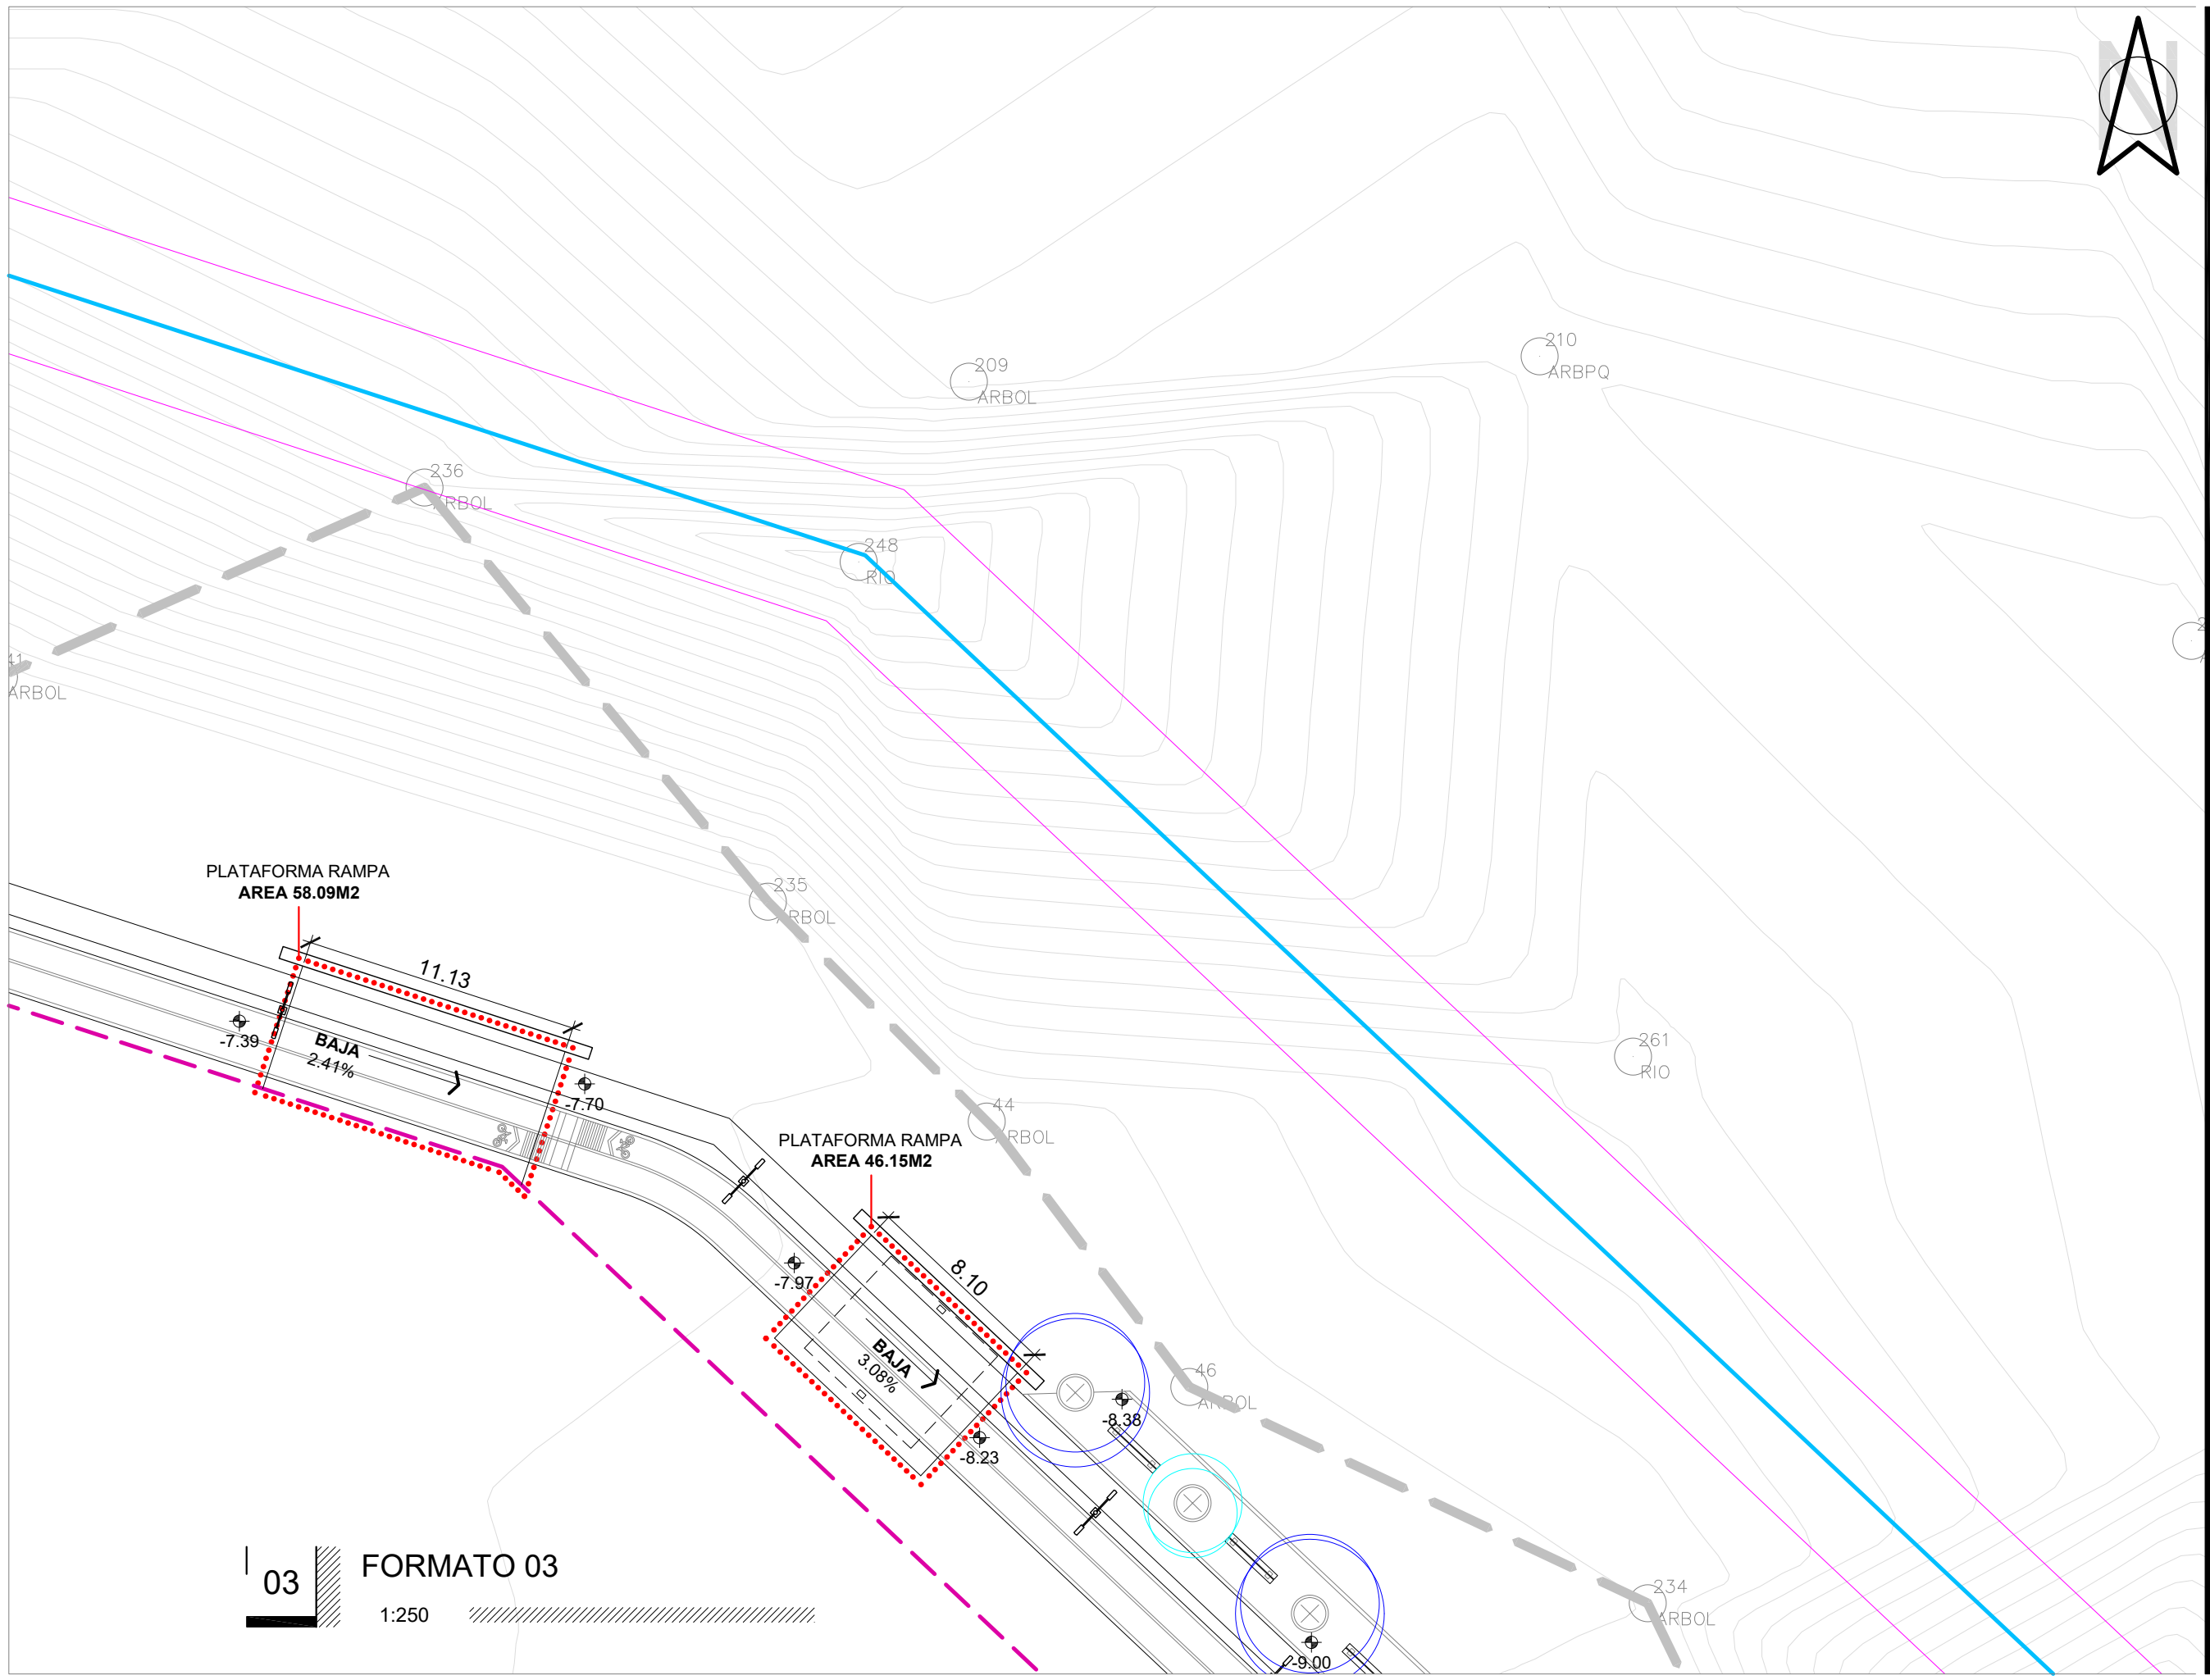 N
209
ARBOL
210
ARBPQ
236
ARBOL
248
RIO
41
ARBOL
PLATAFORMA RAMPA
AREA 58.09M2
235
ARBOL
11.13
-7.39
BAJA
2.41%
-7.70
261
RIO
44
ARBOL
PLATAFORMA RAMPA
AREA 46.15M2
-7.97
8.10
BAJA
3.08%
46
ARBOL
-8.38
-8.23
03
FORMATO 03
1:250
234
ARBOL
-9.00